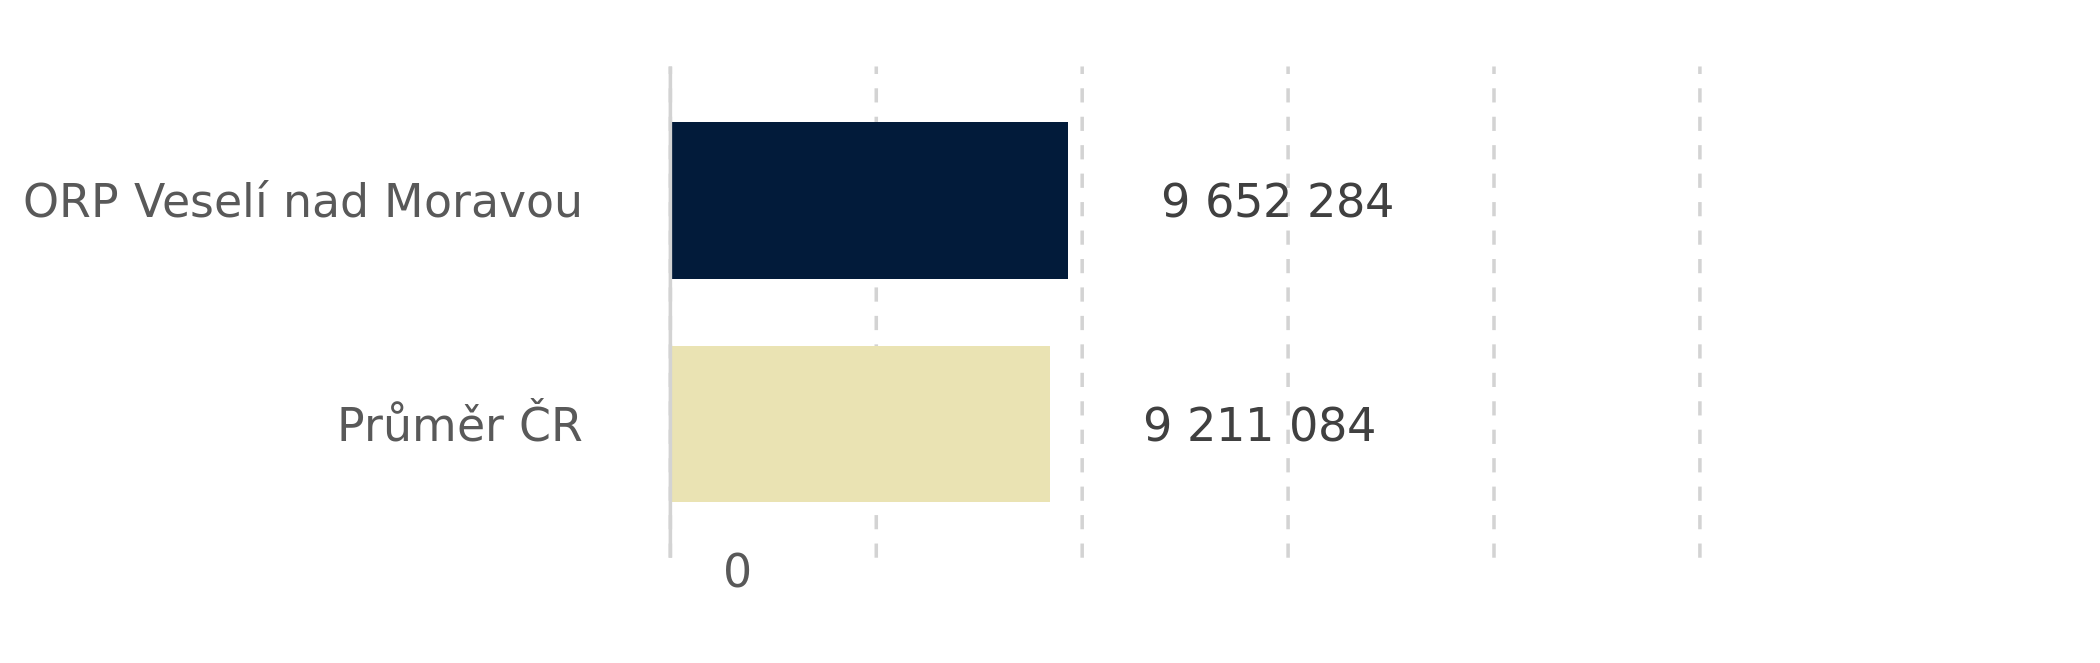 ORP Veselí nad Moravou 9 652 284
Průměr ČR 9 211 084
0